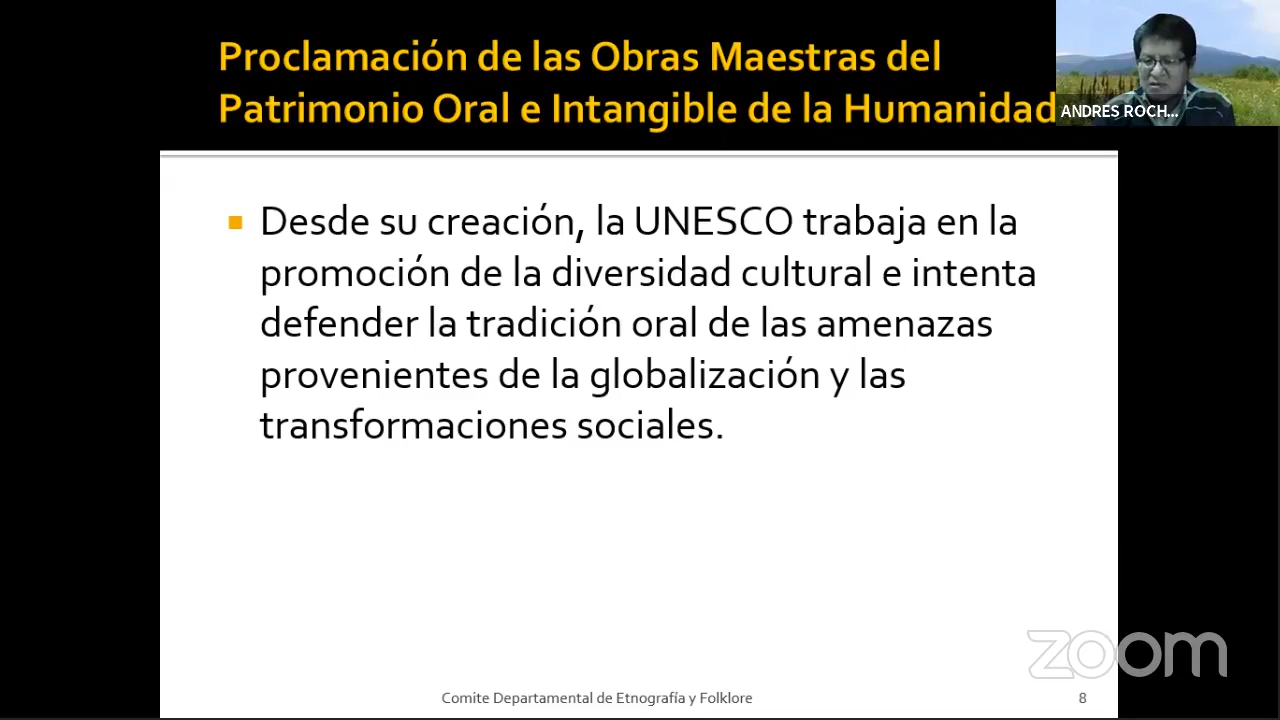 Proclamación de las Obras Maestras del
Patrimonio Oral e Intangible de la Humanidad
ANDRES ROCH...
Desde su creación, la UNESCO trabaja en la
promoción de la diversidad cultural e intenta
defender la tradición oral de las amenazas
provenientes de la globalización y las
transformaciones sociales.
zoom
Comite Departamental de Etnografía y Folklore
8